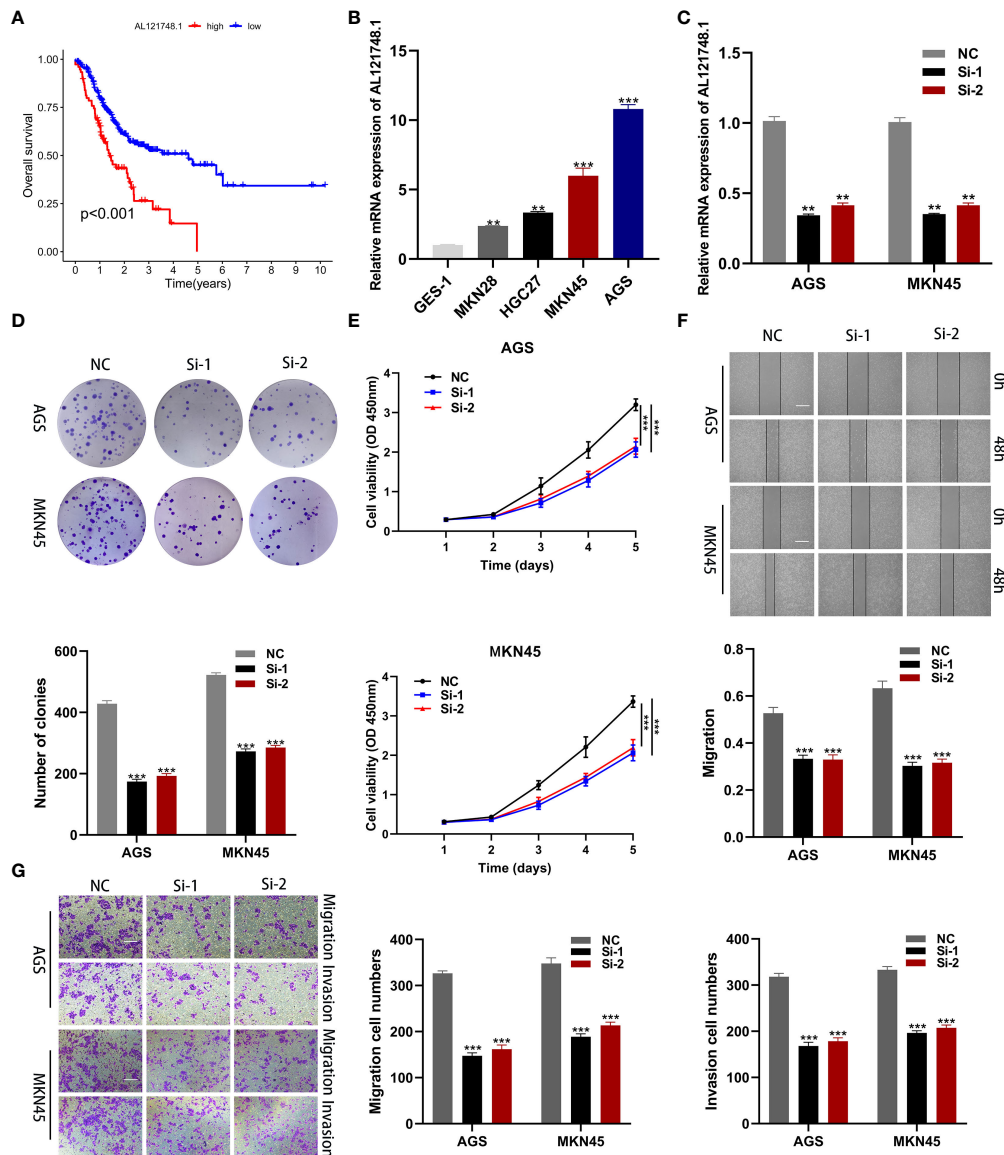 A
AL121748.1 high low
Overall survival
1.00
0.75
0.50
0.25
0.00
p<0.001
0 1 2 3 4 5 6 7 8 9 10
Time(years)
B
Relative mRNA expression of AL121748.1
15
10
5
0
**
**
***
***
GES-1
MKN28
HGC27
MKN45
AGS
C
Relative mRNA expression of AL121748.1
1.5
1.0
0.5
0.0
NC
Si-1
Si-2
** **
** **
AGS MKN45
D
NC Si-1 Si-2
AGS
MKN45
Number of clonies
600
400
200
0
NC
Si-1
Si-2
*** ***
*** ***
AGS MKN45
E
AGS
Cell viability (OD 450nm)
4
3
2
1
0
NC
Si-1
Si-2
***
***
1 2 3 4 5
Time (days)
MKN45
Cell viability (OD 450nm)
4
3
2
1
0
NC
Si-1
Si-2
***
***
1 2 3 4 5
Time (days)
F
NC Si-1 Si-2
AGS
MKN45
0h
48h
0h
48h
Migration
0.8
0.6
0.4
0.2
0.0
NC
Si-1
Si-2
*** ***
*** ***
AGS MKN45
G
NC Si-1 Si-2
AGS
MKN45
Migration
Invasion
Migration
Invasion
Migration cell numbers
400
300
200
100
0
NC
Si-1
Si-2
*** ***
*** ***
AGS MKN45
Invasion cell numbers
400
300
200
100
0
NC
Si-1
Si-2
*** ***
*** ***
AGS MKN45